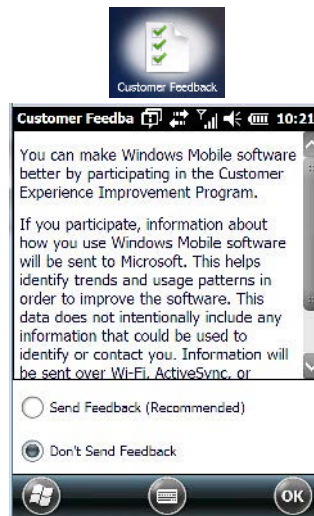 Customer Feedback
Customer Feedba 10:21
You can make Windows Mobile software
better by participating in the Customer
Experience Improvement Program.
If you participate, information about
how you use Windows Mobile software
will be sent to Microsoft. This helps
identify trends and usage patterns in
order to improve the software. This
data does not intentionally include any
information that could be used to
identify or contact you. Information will
be sent over Wi-Fi, ActiveSync, or
Send Feedback (Recommended)
Don't Send Feedback
OK